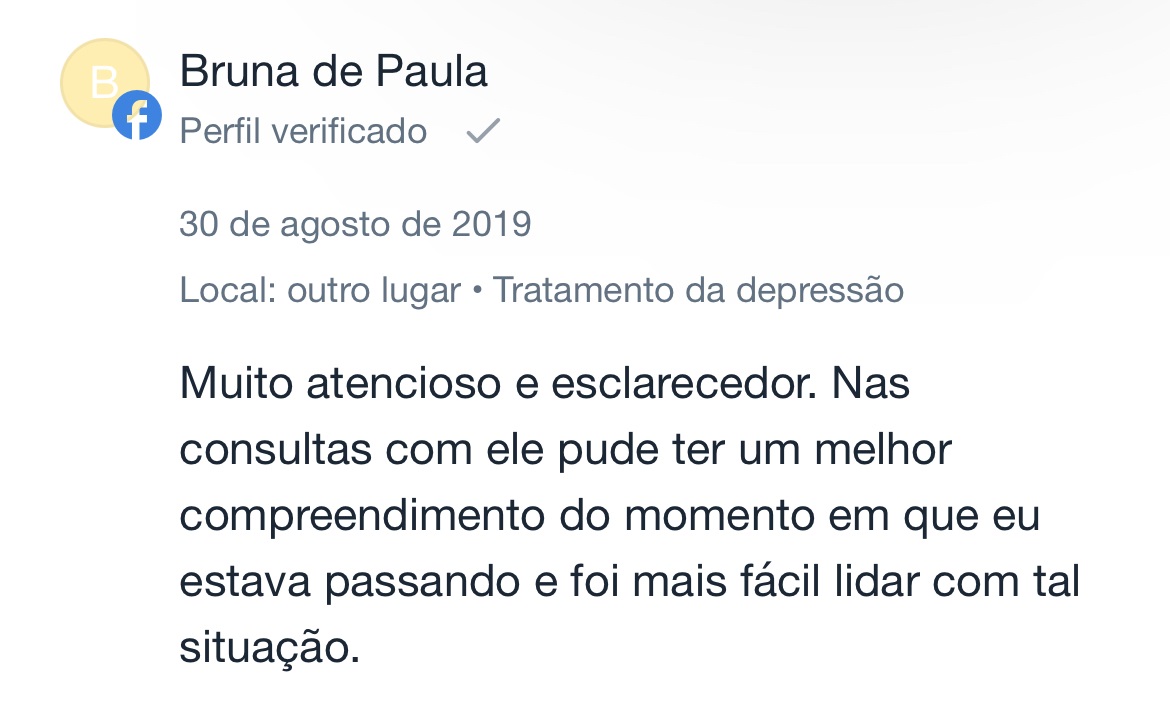 B
Bruna de Paula
Perfil verificado
30 de agosto de 2019
Local: outro lugar • Tratamento da depressão
Muito atencioso e esclarecedor. Nas
consultas com ele pude ter um melhor
compreendimento do momento em que eu
estava passando e foi mais fácil lidar com tal
situação.